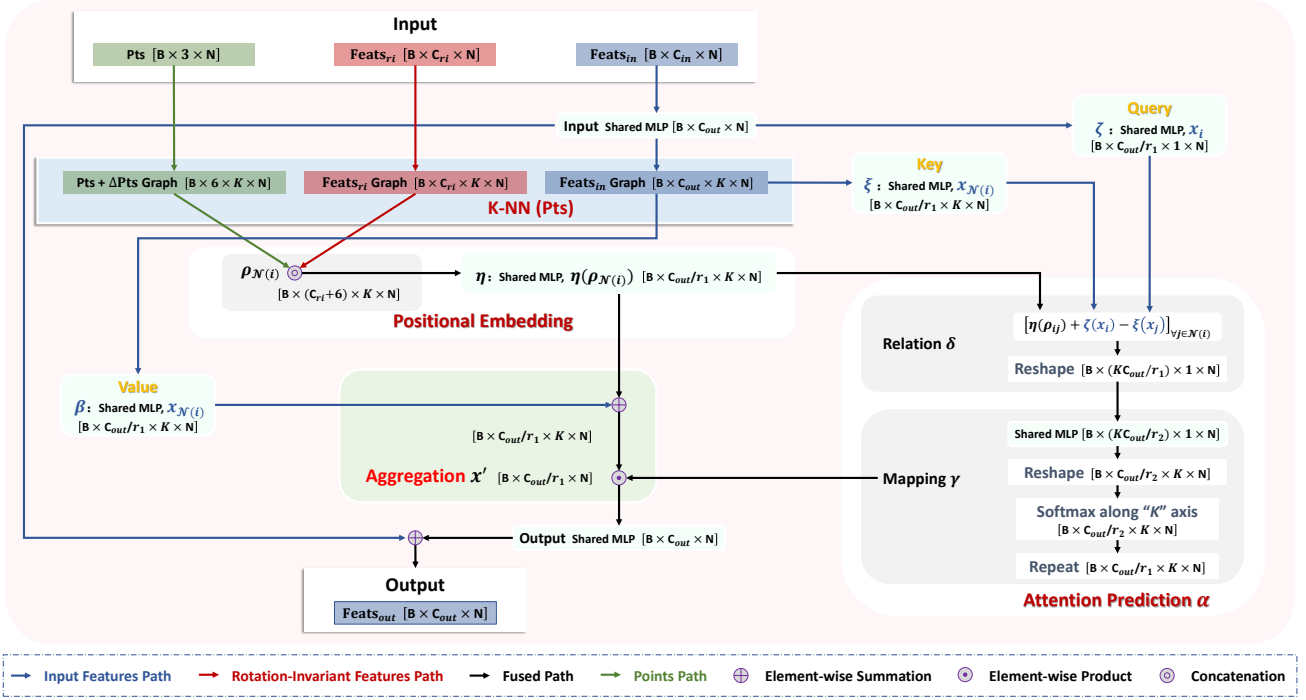 Input
Pts [B × 3 × N]
Feats_ri [B × C_ri × N]
Feats_in [B × C_in × N]
Input Shared MLP [B × C_out × N]
Query
ζ : Shared MLP, x_i
[B × C_out/r_1 × 1 × N]
Key
ξ : Shared MLP, x_𝒩(i)
[B × C_out/r_1 × K × N]
Pts + ΔPts Graph [B × 6 × K × N]
Feats_ri Graph [B × C_ri × K × N]
Feats_in Graph [B × C_out × K × N]
K-NN (Pts)
ρ_𝒩(i)
[B × (C_ri+6) × K × N]
η : Shared MLP, η(ρ_𝒩(i)) [B × C_out/r_1 × K × N]
Positional Embedding
Relation δ
[η(ρ_ij) + ζ(x_i) − ξ(x_j)]_∀j∈𝒩(i)
Reshape [B × (KC_out/r_1) × 1 × N]
Value
β : Shared MLP, x_𝒩(i)
[B × C_out/r_1 × K × N]
[B × C_out/r_1 × K × N]
Aggregation x′ [B × C_out/r_1 × N]
Mapping γ
Shared MLP [B × (KC_out/r_2) × 1 × N]
Reshape [B × C_out/r_2 × K × N]
Softmax along “K” axis
[B × C_out/r_2 × K × N]
Repeat [B × C_out/r_1 × K × N]
Attention Prediction α
Output Shared MLP [B × C_out × N]
Output
Feats_out [B × C_out × N]
Input Features Path
Rotation-Invariant Features Path
Fused Path
Points Path
Element-wise Summation
Element-wise Product
Concatenation